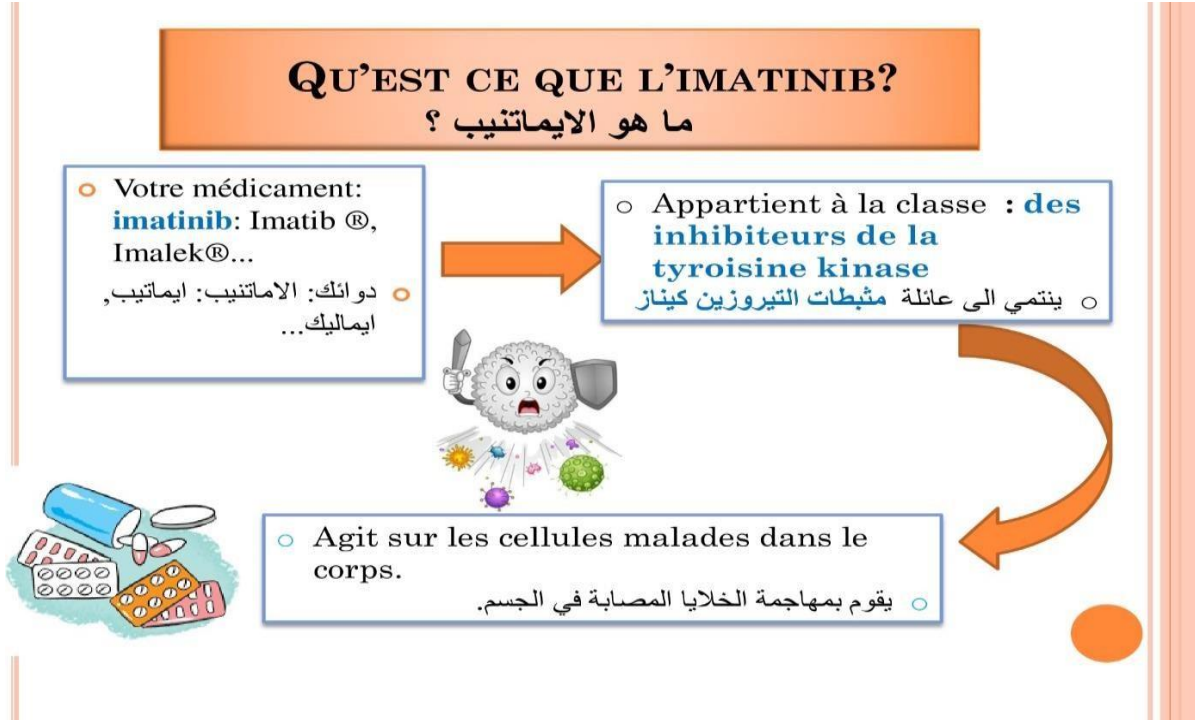 QU'EST CE QUE L'IMATINIB?
ما هو الايماتنيب ؟
Votre médicament:
imatinib: Imatib ®,
Imalek®...
دوائك: الاماتنيب: ايماتيب,
ايماليك...
Appartient à la classe : des
inhibiteurs de la
tyroisine kinase
ينتمي الى عائلة مثبطات التيروزين كيناز
Agit sur les cellules malades dans le
corps.
يقوم بمهاجمة الخلايا المصابة في الجسم.